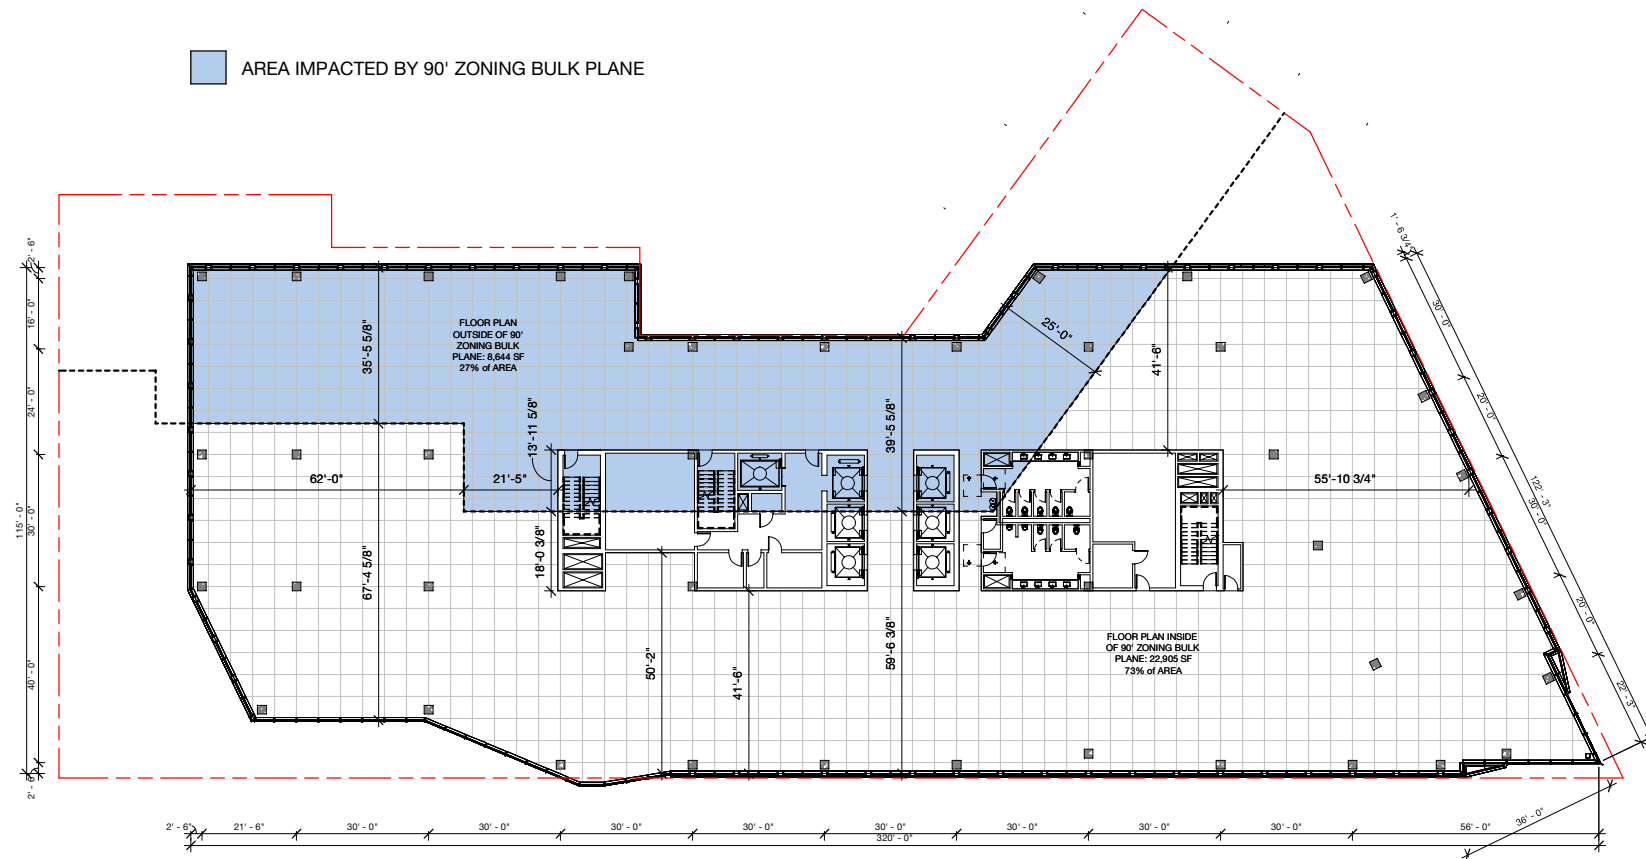 AREA IMPACTED BY 90' ZONING BULK PLANE
FLOOR PLAN
OUTSIDE OF 90'
ZONING BULK
PLANE: 8,644 SF
27% of AREA
35'-5 5/8"
13'-11 5/8"
39'-5 5/8"
25'-0"
41'-6"
62'-0"
21'-5"
55'-10 3/4"
18'-0 3/8"
67'-4 5/8"
50'-2"
41'-6"
59'-6 3/8"
FLOOR PLAN INSIDE
OF 90' ZONING BULK
PLANE: 22,905 SF
73% of AREA
2' - 6"
16' - 0"
24' - 0"
115' - 0"
30' - 0"
40' - 0"
2' - 6"
1' - 6 3/4"
30' - 0"
20' - 0"
122' - 3"
30' - 0"
20' - 0"
22' - 3"
36' - 0"
2' - 6"
21' - 6"
30' - 0"
30' - 0"
30' - 0"
30' - 0"
30' - 0"
30' - 0"
30' - 0"
30' - 0"
56' - 0"
320' - 0"